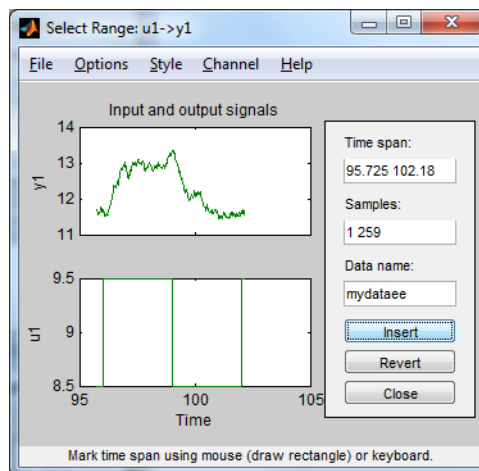 Select Range: u1->y1
File Options Style Channel Help
Input and output signals
14
13
12
11
y1
9.5
9
8.5
u1
95 100 105
Time
Time span:
95.725 102.18
Samples:
1 259
Data name:
mydataee
Insert
Revert
Close
Mark time span using mouse (draw rectangle) or keyboard.